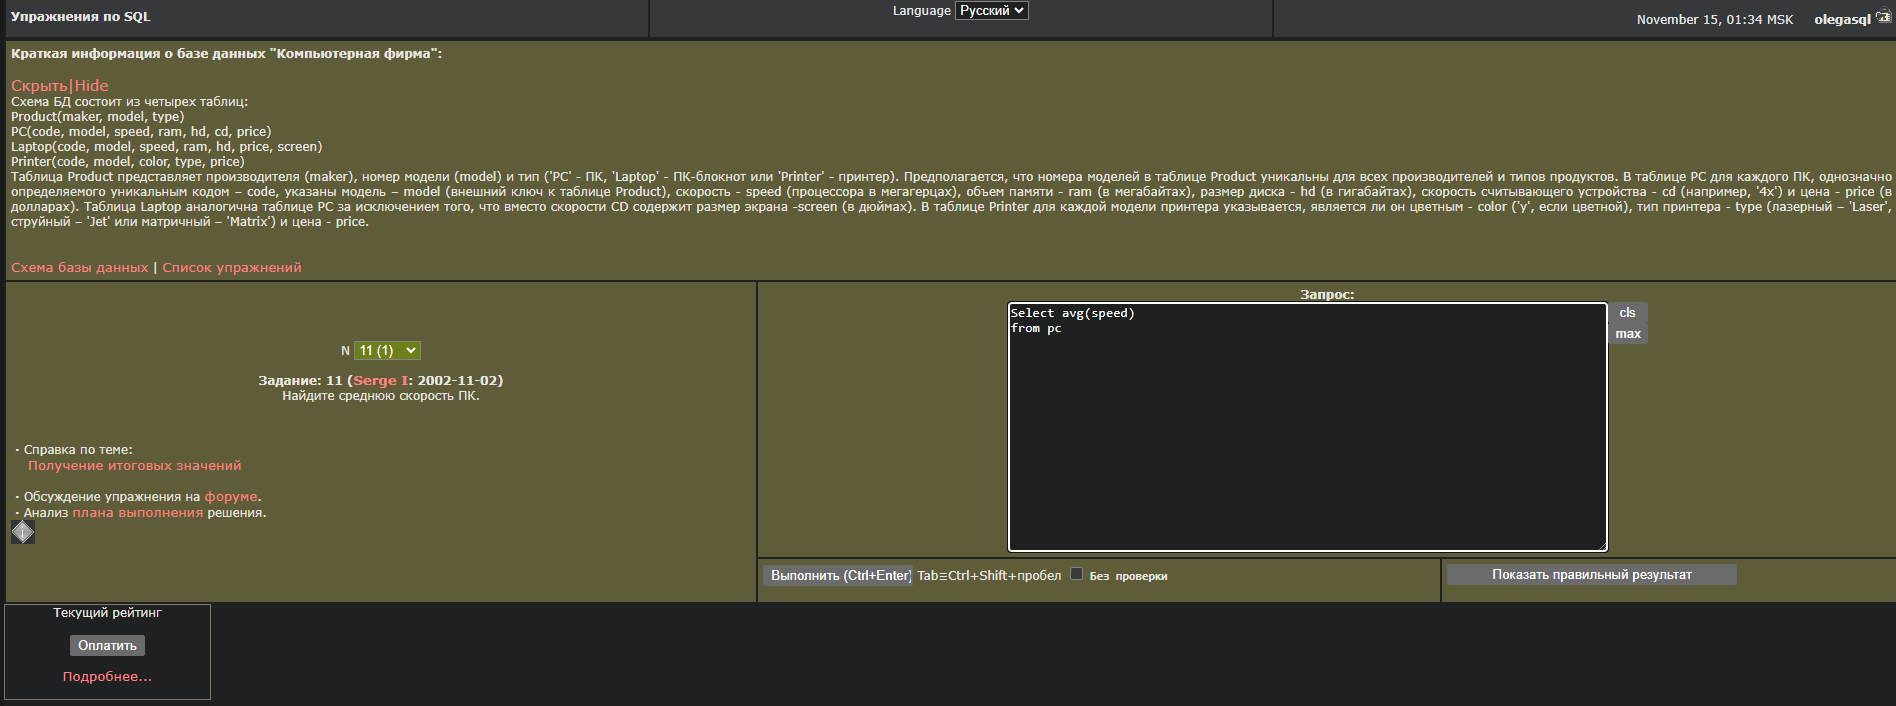 Упражнения по SQL
Language Русский
November 15, 01:34 MSK olegasql
Краткая информация о базе данных "Компьютерная фирма":
Скрыть|Hide
Схема БД состоит из четырех таблиц:
Product(maker, model, type)
PC(code, model, speed, ram, hd, cd, price)
Laptop(code, model, speed, ram, hd, price, screen)
Printer(code, model, color, type, price)
Таблица Product представляет производителя (maker), номер модели (model) и тип ('PC' - ПК, 'Laptop' - ПК-блокнот или 'Printer' - принтер). Предполагается, что номера моделей в таблице Product уникальны для всех производителей и типов продуктов. В таблице PC для каждого ПК, однозначно
определяемого уникальным кодом – code, указаны модель – model (внешний ключ к таблице Product), скорость - speed (процессора в мегагерцах), объем памяти - ram (в мегабайтах), размер диска - hd (в гигабайтах), скорость считывающего устройства - cd (например, '4x') и цена - price (в
долларах). Таблица Laptop аналогична таблице РС за исключением того, что вместо скорости CD содержит размер экрана -screen (в дюймах). В таблице Printer для каждой модели принтера указывается, является ли он цветным - color ('y', если цветной), тип принтера - type (лазерный – 'Laser',
струйный – 'Jet' или матричный – 'Matrix') и цена - price.
Схема базы данных | Список упражнений
N 11 (1)
Задание: 11 (Serge I: 2002-11-02)
Найдите среднюю скорость ПК.
· Справка по теме:
Получение итоговых значений
· Обсуждение упражнения на форуме.
· Анализ плана выполнения решения.
Запрос:
Select avg(speed)
from pc
cls
max
Выполнить (Ctrl+Enter) Tab≡Ctrl+Shift+пробел Без проверки
Показать правильный результат
Текущий рейтинг
Оплатить
Подробнее...